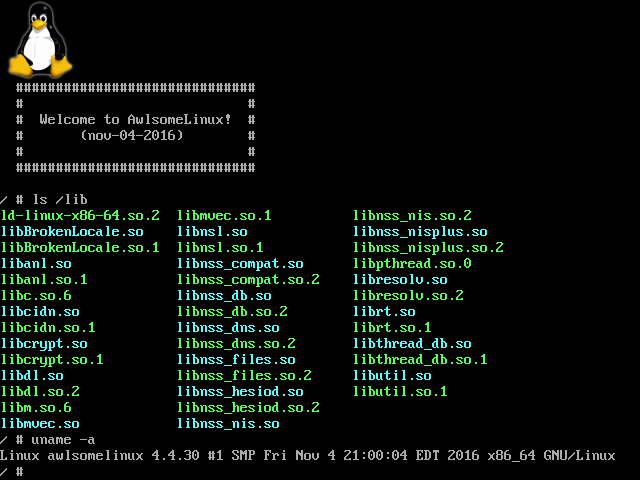 ##############################
#                            #
#  Welcome to AwlsomeLinux!  #
#       (nov-04-2016)        #
#                            #
##############################
/ # ls /lib
ld-linux-x86-64.so.2  libmvec.so.1          libnss_nis.so.2
libBrokenLocale.so    libnsl.so             libnss_nisplus.so
libBrokenLocale.so.1  libnsl.so.1           libnss_nisplus.so.2
libanl.so             libnss_compat.so      libpthread.so.0
libanl.so.1           libnss_compat.so.2    libresolv.so
libc.so.6             libnss_db.so          libresolv.so.2
libcidn.so            libnss_db.so.2        librt.so
libcidn.so.1          libnss_dns.so         librt.so.1
libcrypt.so           libnss_dns.so.2       libthread_db.so
libcrypt.so.1         libnss_files.so       libthread_db.so.1
libdl.so              libnss_files.so.2     libutil.so
libdl.so.2            libnss_hesiod.so      libutil.so.1
libm.so.6             libnss_hesiod.so.2
libmvec.so            libnss_nis.so
/ # uname -a
Linux awlsomelinux 4.4.30 #1 SMP Fri Nov 4 21:00:04 EDT 2016 x86_64 GNU/Linux
/ #